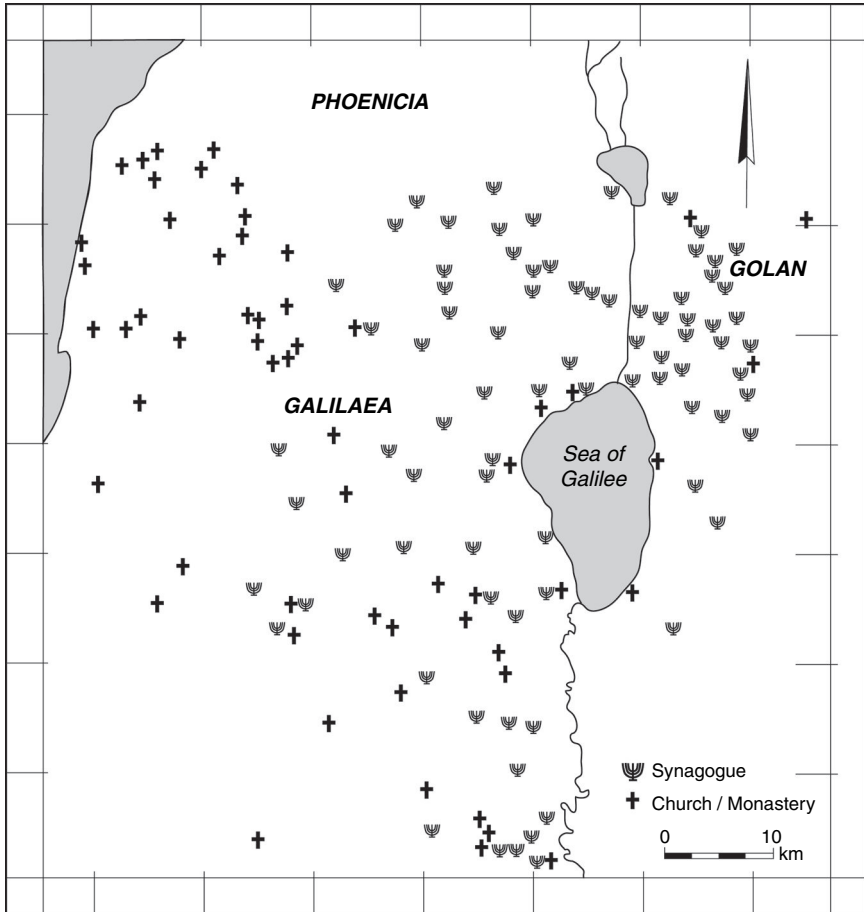 PHOENICIA
GOLAN
GALILAEA
Sea of
Galilee
Synagogue
Church / Monastery
0 10
km